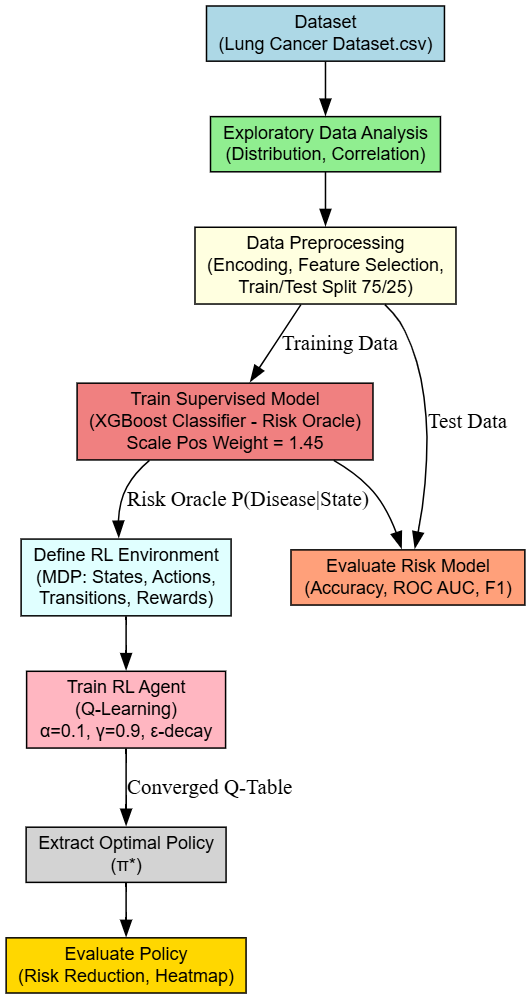 Dataset
(Lung Cancer Dataset.csv)
Exploratory Data Analysis
(Distribution, Correlation)
Data Preprocessing
(Encoding, Feature Selection,
Train/Test Split 75/25)
Training Data
Train Supervised Model
(XGBoost Classifier - Risk Oracle)
Scale Pos Weight = 1.45
Test Data
Risk Oracle P(Disease|State)
Define RL Environment
(MDP: States, Actions,
Transitions, Rewards)
Evaluate Risk Model
(Accuracy, ROC AUC, F1)
Train RL Agent
(Q-Learning)
α=0.1, γ=0.9, ε-decay
Converged Q-Table
Extract Optimal Policy
(π*)
Evaluate Policy
(Risk Reduction, Heatmap)